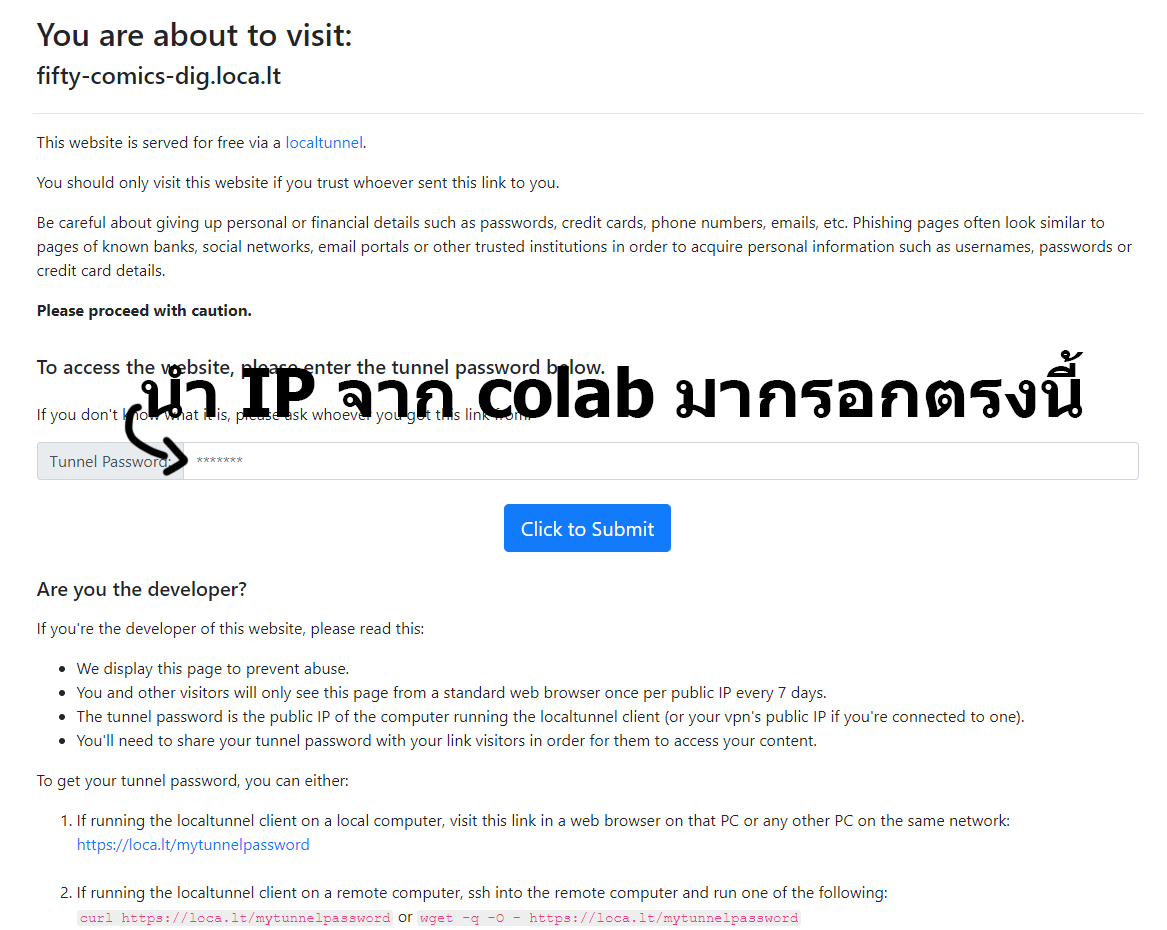 You are about to visit:
fifty-comics-dig.loca.lt
This website is served for free via a localtunnel.
You should only visit this website if you trust whoever sent this link to you.
Be careful about giving up personal or financial details such as passwords, credit cards, phone numbers, emails, etc. Phishing pages often look similar to
pages of known banks, social networks, email portals or other trusted institutions in order to acquire personal information such as usernames, passwords or
credit card details.
Please proceed with caution.
To access the website, please enter the tunnel password below.
นำ IP จาก colab มากรอกตรงนี้
If you don't know what it is, please ask whoever you got this link from.
Tunnel Password: *******
Click to Submit
Are you the developer?
If you're the developer of this website, please read this:
• We display this page to prevent abuse.
• You and other visitors will only see this page from a standard web browser once per public IP every 7 days.
• The tunnel password is the public IP of the computer running the localtunnel client (or your vpn's public IP if you're connected to one).
• You'll need to share your tunnel password with your link visitors in order for them to access your content.
To get your tunnel password, you can either:
1. If running the localtunnel client on a local computer, visit this link in a web browser on that PC or any other PC on the same network:
https://loca.lt/mytunnelpassword
2. If running the localtunnel client on a remote computer, ssh into the remote computer and run one of the following:
curl https://loca.lt/mytunnelpassword or wget -q -O - https://loca.lt/mytunnelpassword